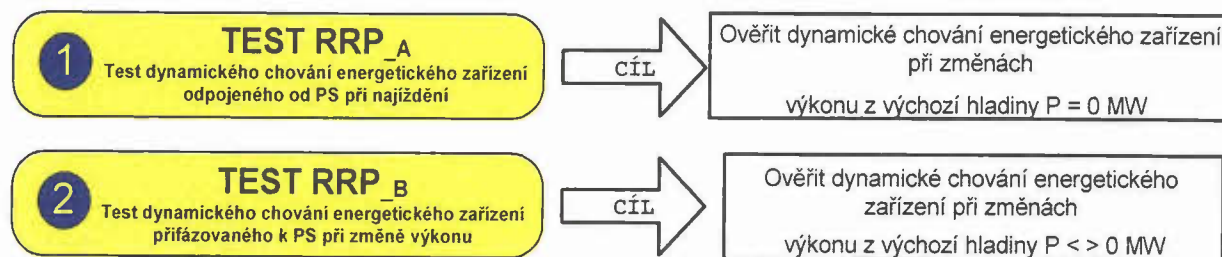 1
TEST RRP_A
Test dynamického chování energetického zařízení
odpojeného od PS při najíždění
CÍL
Ověřit dynamické chování energetického zařízení
při změnách
výkonu z výchozí hladiny P = 0 MW
2
TEST RRP_B
Test dynamického chování energetického zařízení
přifázovaného k PS při změně výkonu
CÍL
Ověřit dynamické chování energetického
zařízení při změnách
výkonu z výchozí hladiny P < > 0 MW